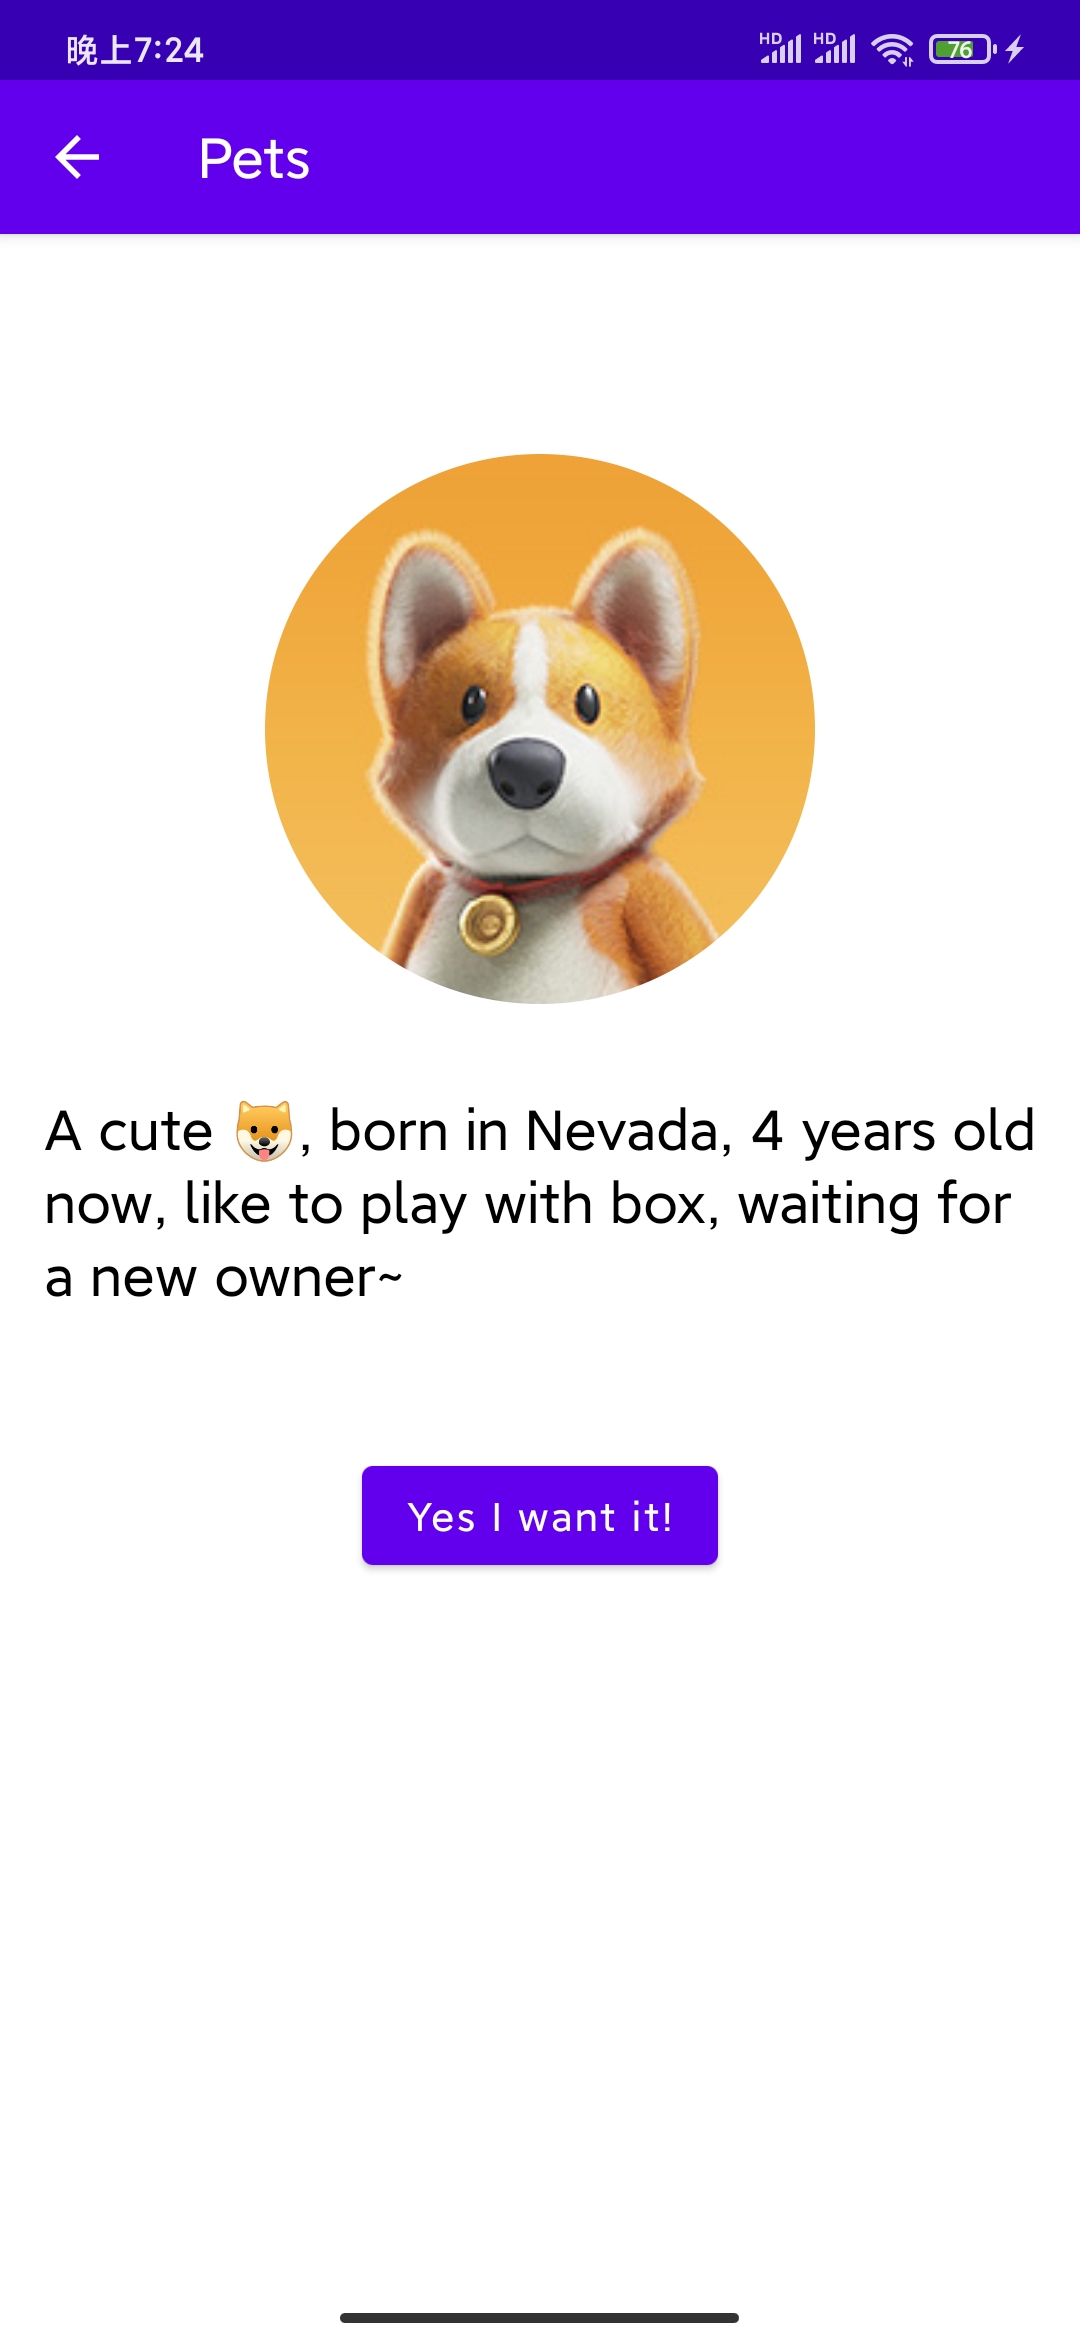 晚上7:24 HD HD 76
Pets
A cute 🐶, born in Nevada, 4 years old
now, like to play with box, waiting for
a new owner~
Yes I want it!